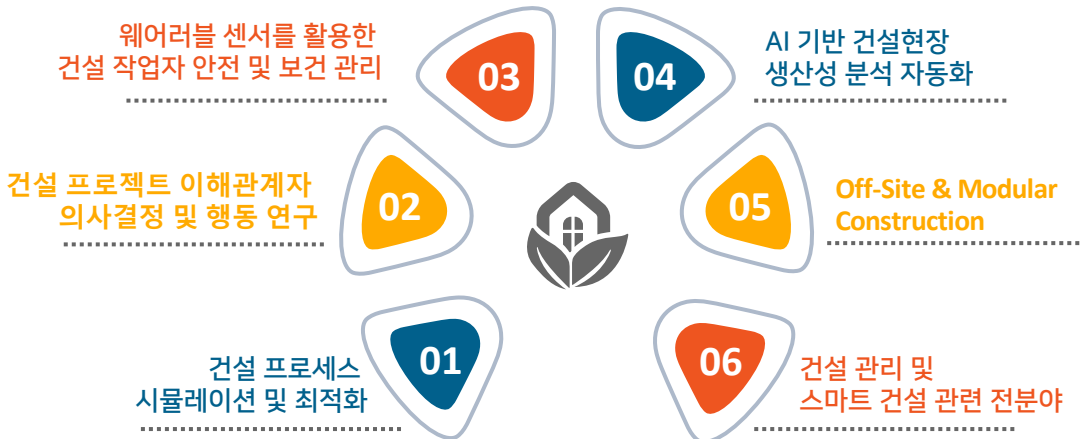 웨어러블 센서를 활용한
건설 작업자 안전 및 보건 관리
03
04
AI 기반 건설현장
생산성 분석 자동화
건설 프로젝트 이해관계자
의사결정 및 행동 연구
02
05
Off-Site & Modular
Construction
01
건설 프로세스
시뮬레이션 및 최적화
06
건설 관리 및
스마트 건설 관련 전분야